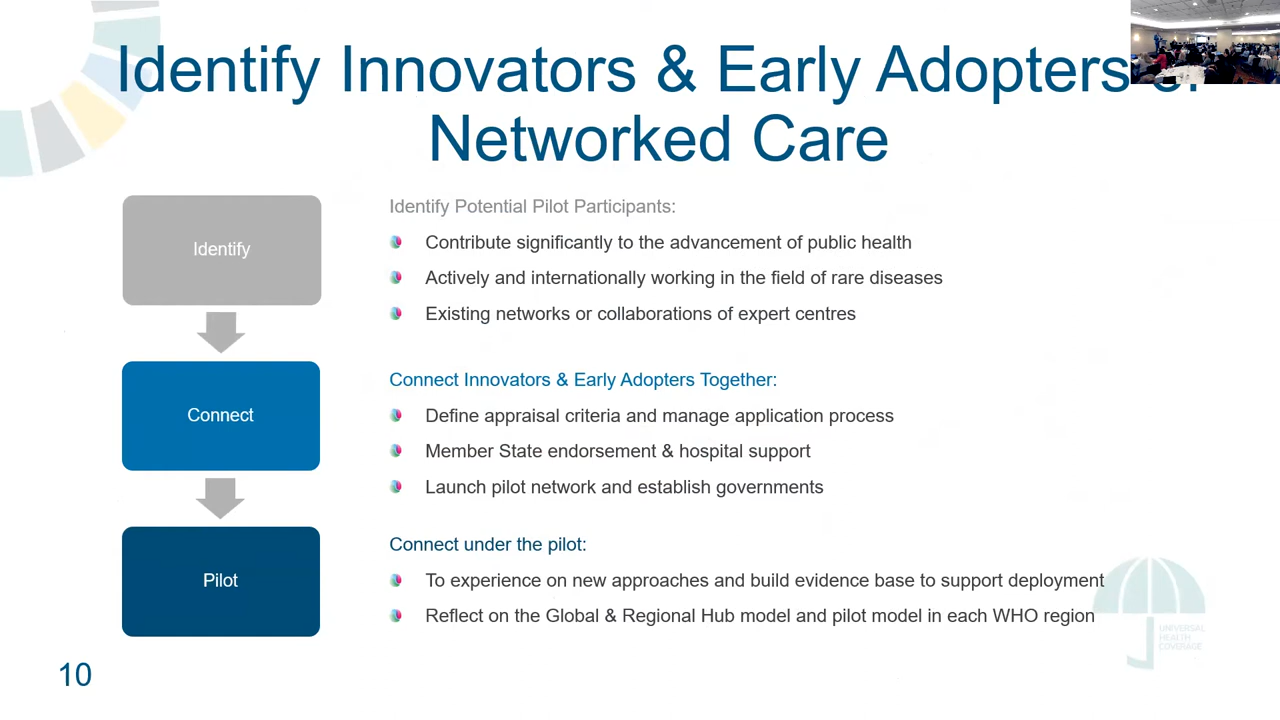 Identify Innovators & Early Adopters
Networked Care
Identify
Identify Potential Pilot Participants:
Contribute significantly to the advancement of public health
Actively and internationally working in the field of rare diseases
Existing networks or collaborations of expert centres
Connect
Connect Innovators & Early Adopters Together:
Define appraisal criteria and manage application process
Member State endorsement & hospital support
Launch pilot network and establish governments
Pilot
Connect under the pilot:
To experience on new approaches and build evidence base to support deployment
Reflect on the Global & Regional Hub model and pilot model in each WHO region
UNIVERSAL
HEALTH
COVERAGE
10